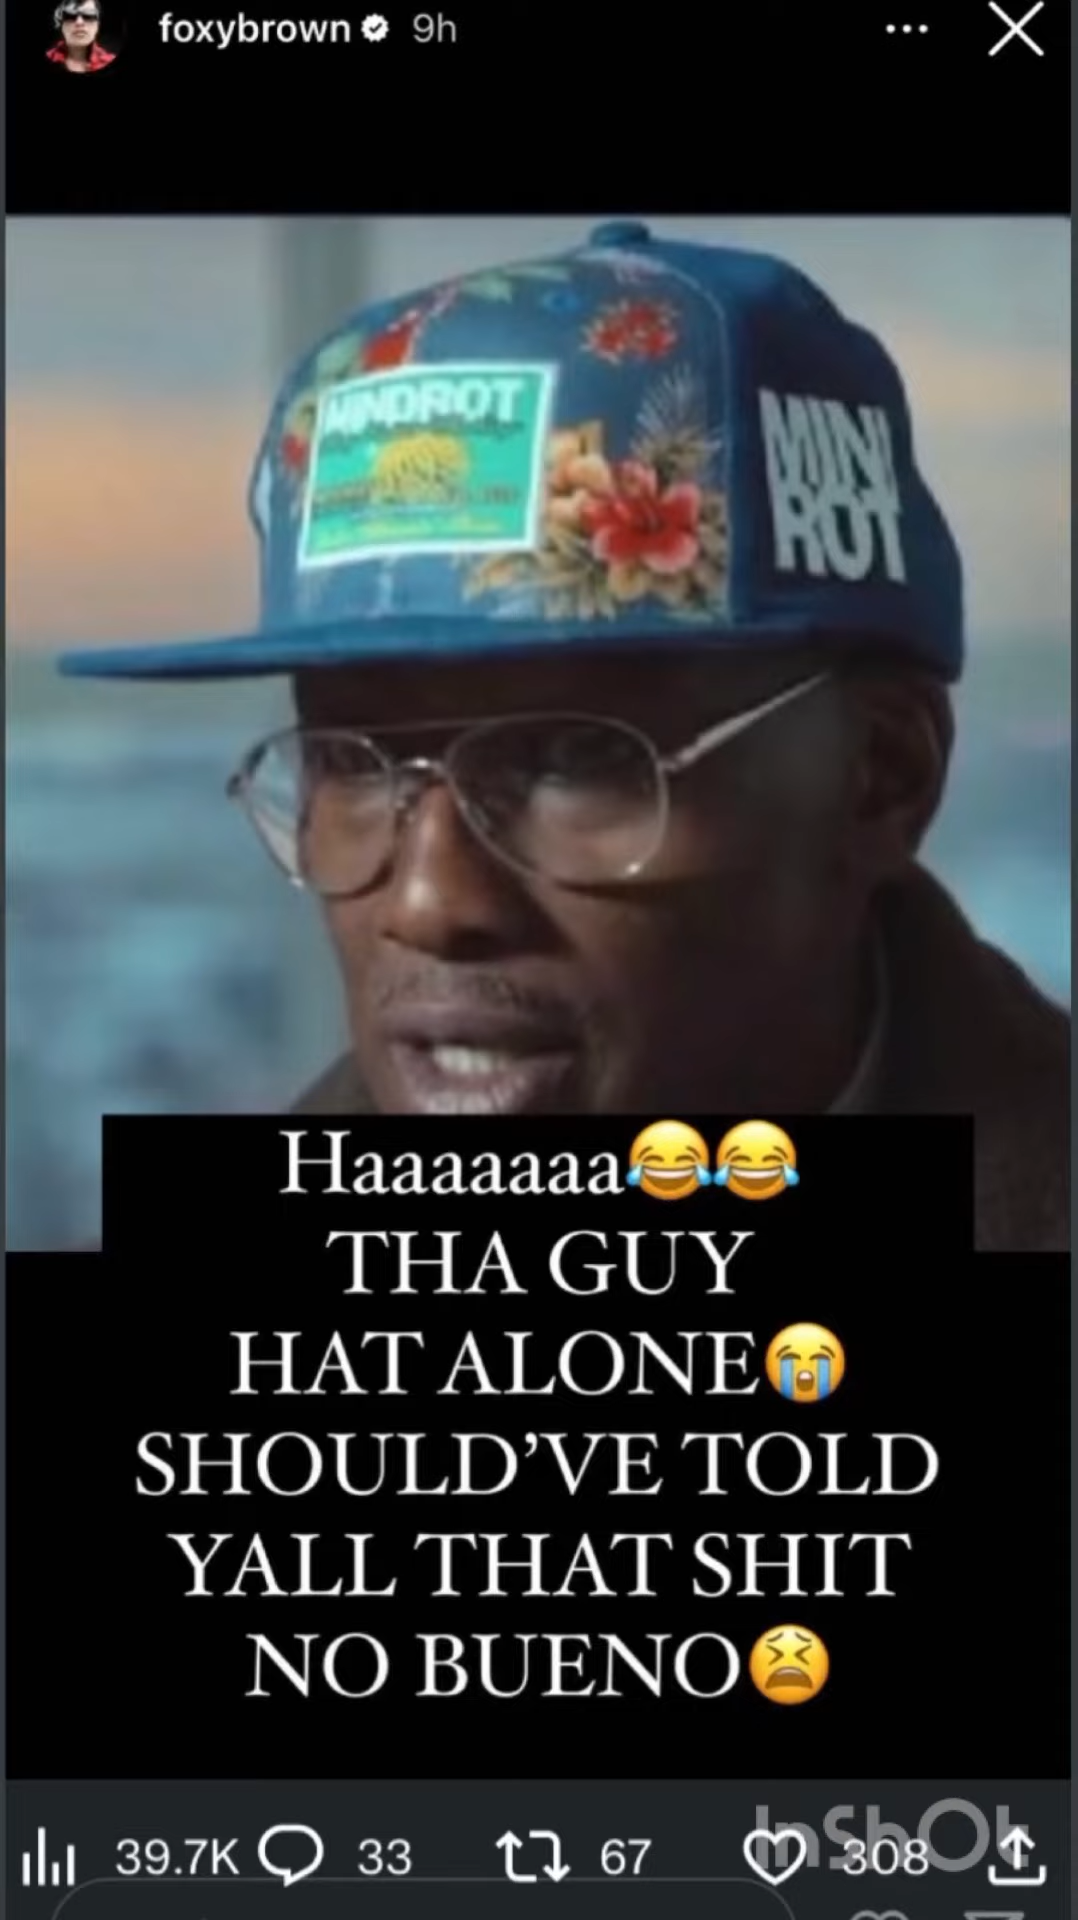 foxybrown 9h
MINDROT
MIND
ROT
Haaaaaaa😂😂
THA GUY
HAT ALONE😭
SHOULD’VE TOLD
YALL THAT SHIT
NO BUENO😫
InShOt
39.7K 33 67 308